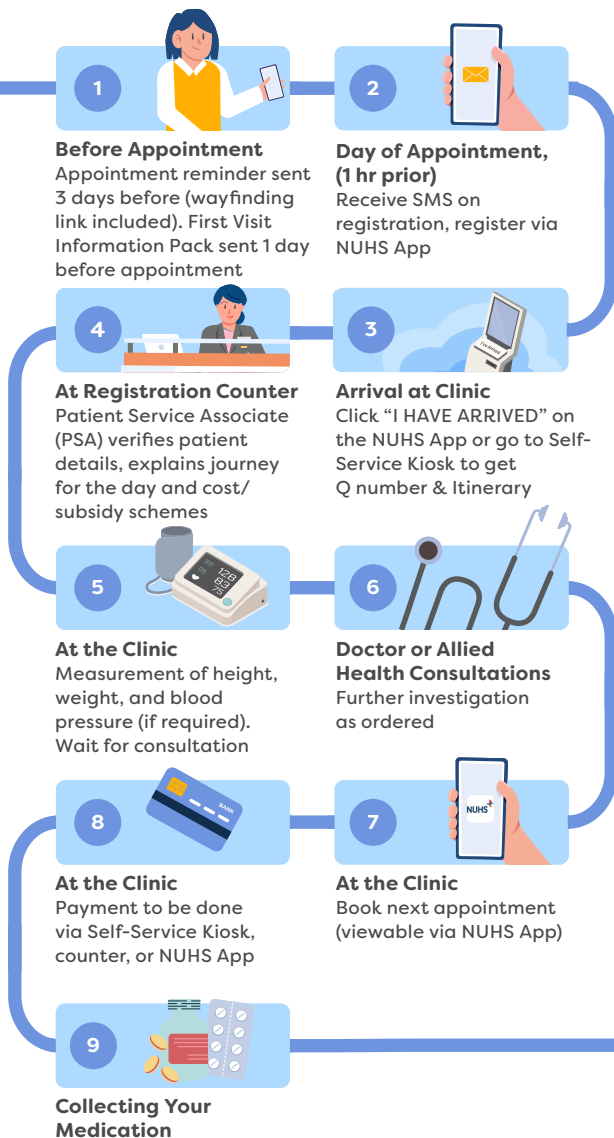 1
Before Appointment
Appointment reminder sent
3 days before (wayfinding
link included). First Visit
Information Pack sent 1 day
before appointment
2
Day of Appointment,
(1 hr prior)
Receive SMS on
registration, register via
NUHS App
3
Arrival at Clinic
Click “I HAVE ARRIVED” on
the NUHS App or go to Self-
Service Kiosk to get
Q number & Itinerary
4
At Registration Counter
Patient Service Associate
(PSA) verifies patient
details, explains journey
for the day and cost/
subsidy schemes
5
128
83
75
At the Clinic
Measurement of height,
weight, and blood
pressure (if required).
Wait for consultation
6
Doctor or Allied
Health Consultations
Further investigation
as ordered
7
NUHS
At the Clinic
Book next appointment
(viewable via NUHS App)
8
BANK
At the Clinic
Payment to be done
via Self-Service Kiosk,
counter, or NUHS App
9
Collecting Your
Medication